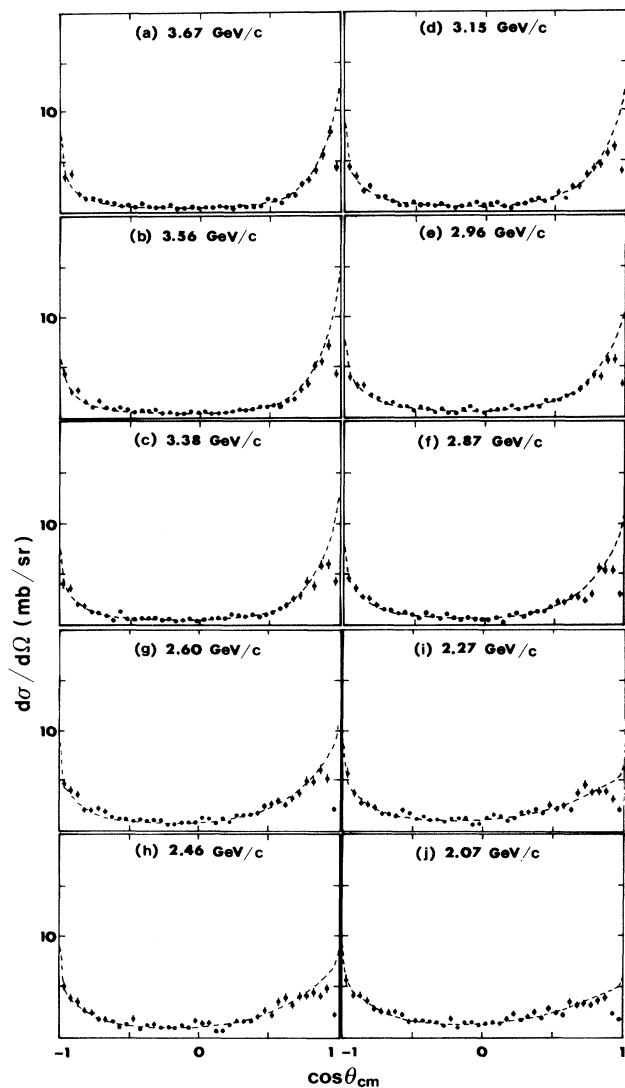 (a) 3.67 GeV/c
(d) 3.15 GeV/c
10
(b) 3.56 GeV/c
(e) 2.96 GeV/c
10
(c) 3.38 GeV/c
(f) 2.87 GeV/c
10
dσ/dΩ (mb/sr)
(g) 2.60 GeV/c
(i) 2.27 GeV/c
10
(h) 2.46 GeV/c
(j) 2.07 GeV/c
10
-1 0 1 -1 0 1
cosθcm